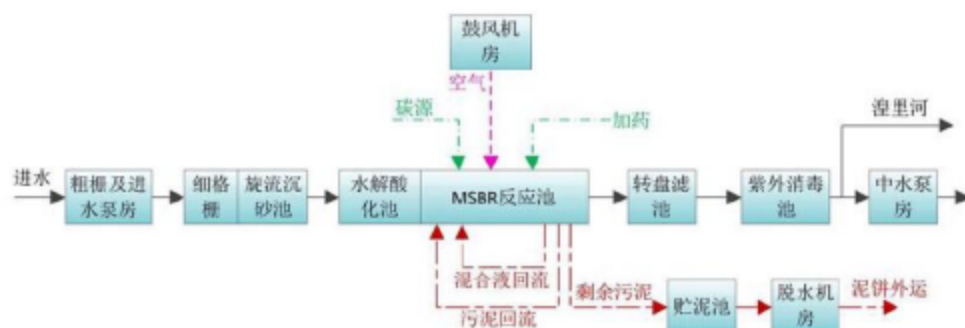 鼓风机
房
空气
碳源
加药
湟里河
进水
粗栅及进
水泵房
细格
栅
旋流沉
砂池
水解酸
化池
MSBR反应池
转盘滤
池
紫外消毒
池
中水泵
房
混合液回流
污泥回流
剩余污泥
贮泥池
脱水机
房
泥饼外运